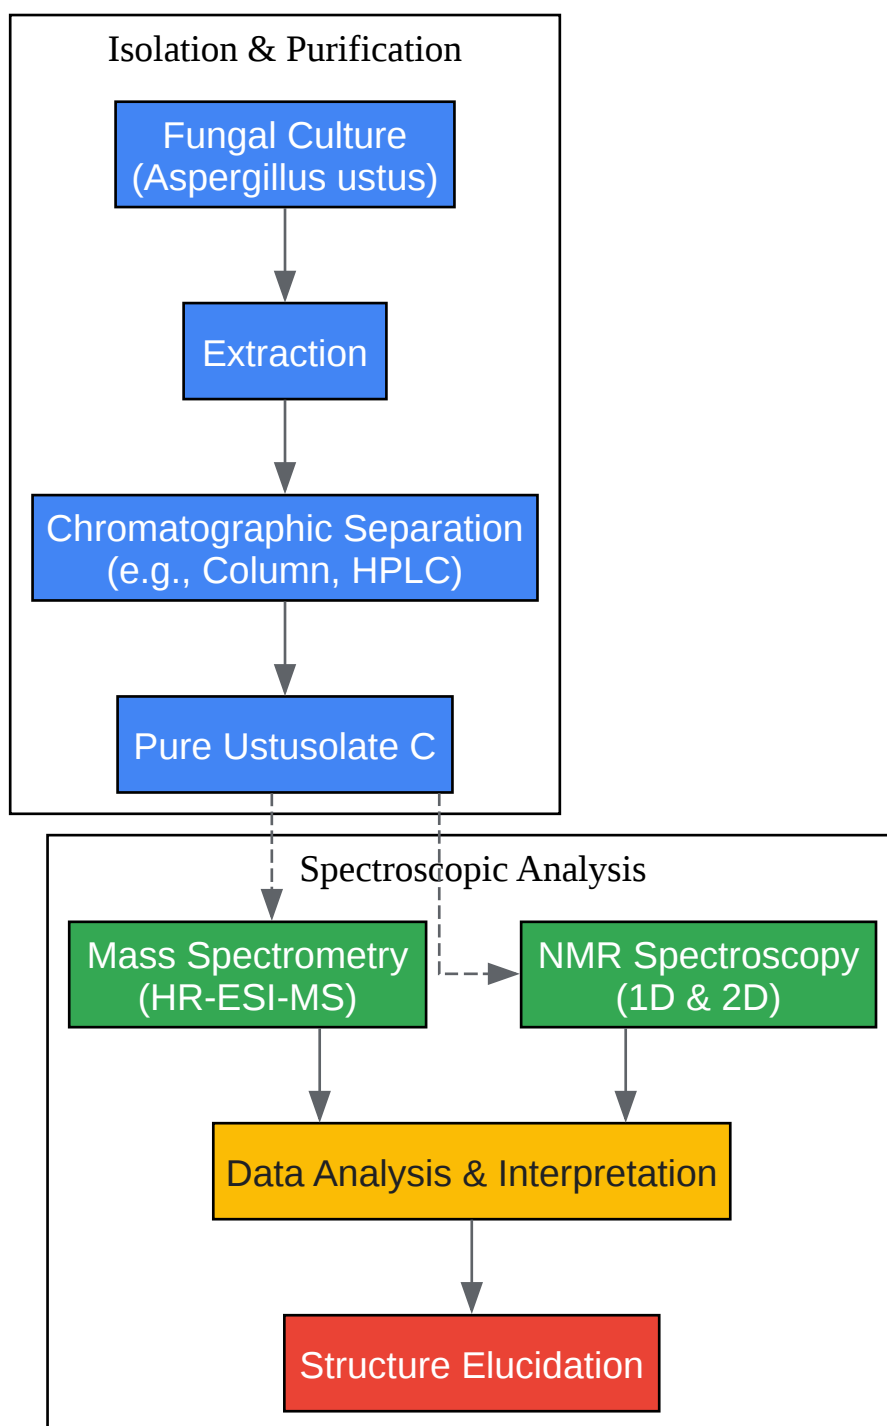 Isolation & Purification
Fungal Culture
(Aspergillus ustus)
Extraction
Chromatographic Separation
(e.g., Column, HPLC)
Pure Ustusolate C
Spectroscopic Analysis
Mass Spectrometry
(HR-ESI-MS)
NMR Spectroscopy
(1D & 2D)
Data Analysis & Interpretation
Structure Elucidation